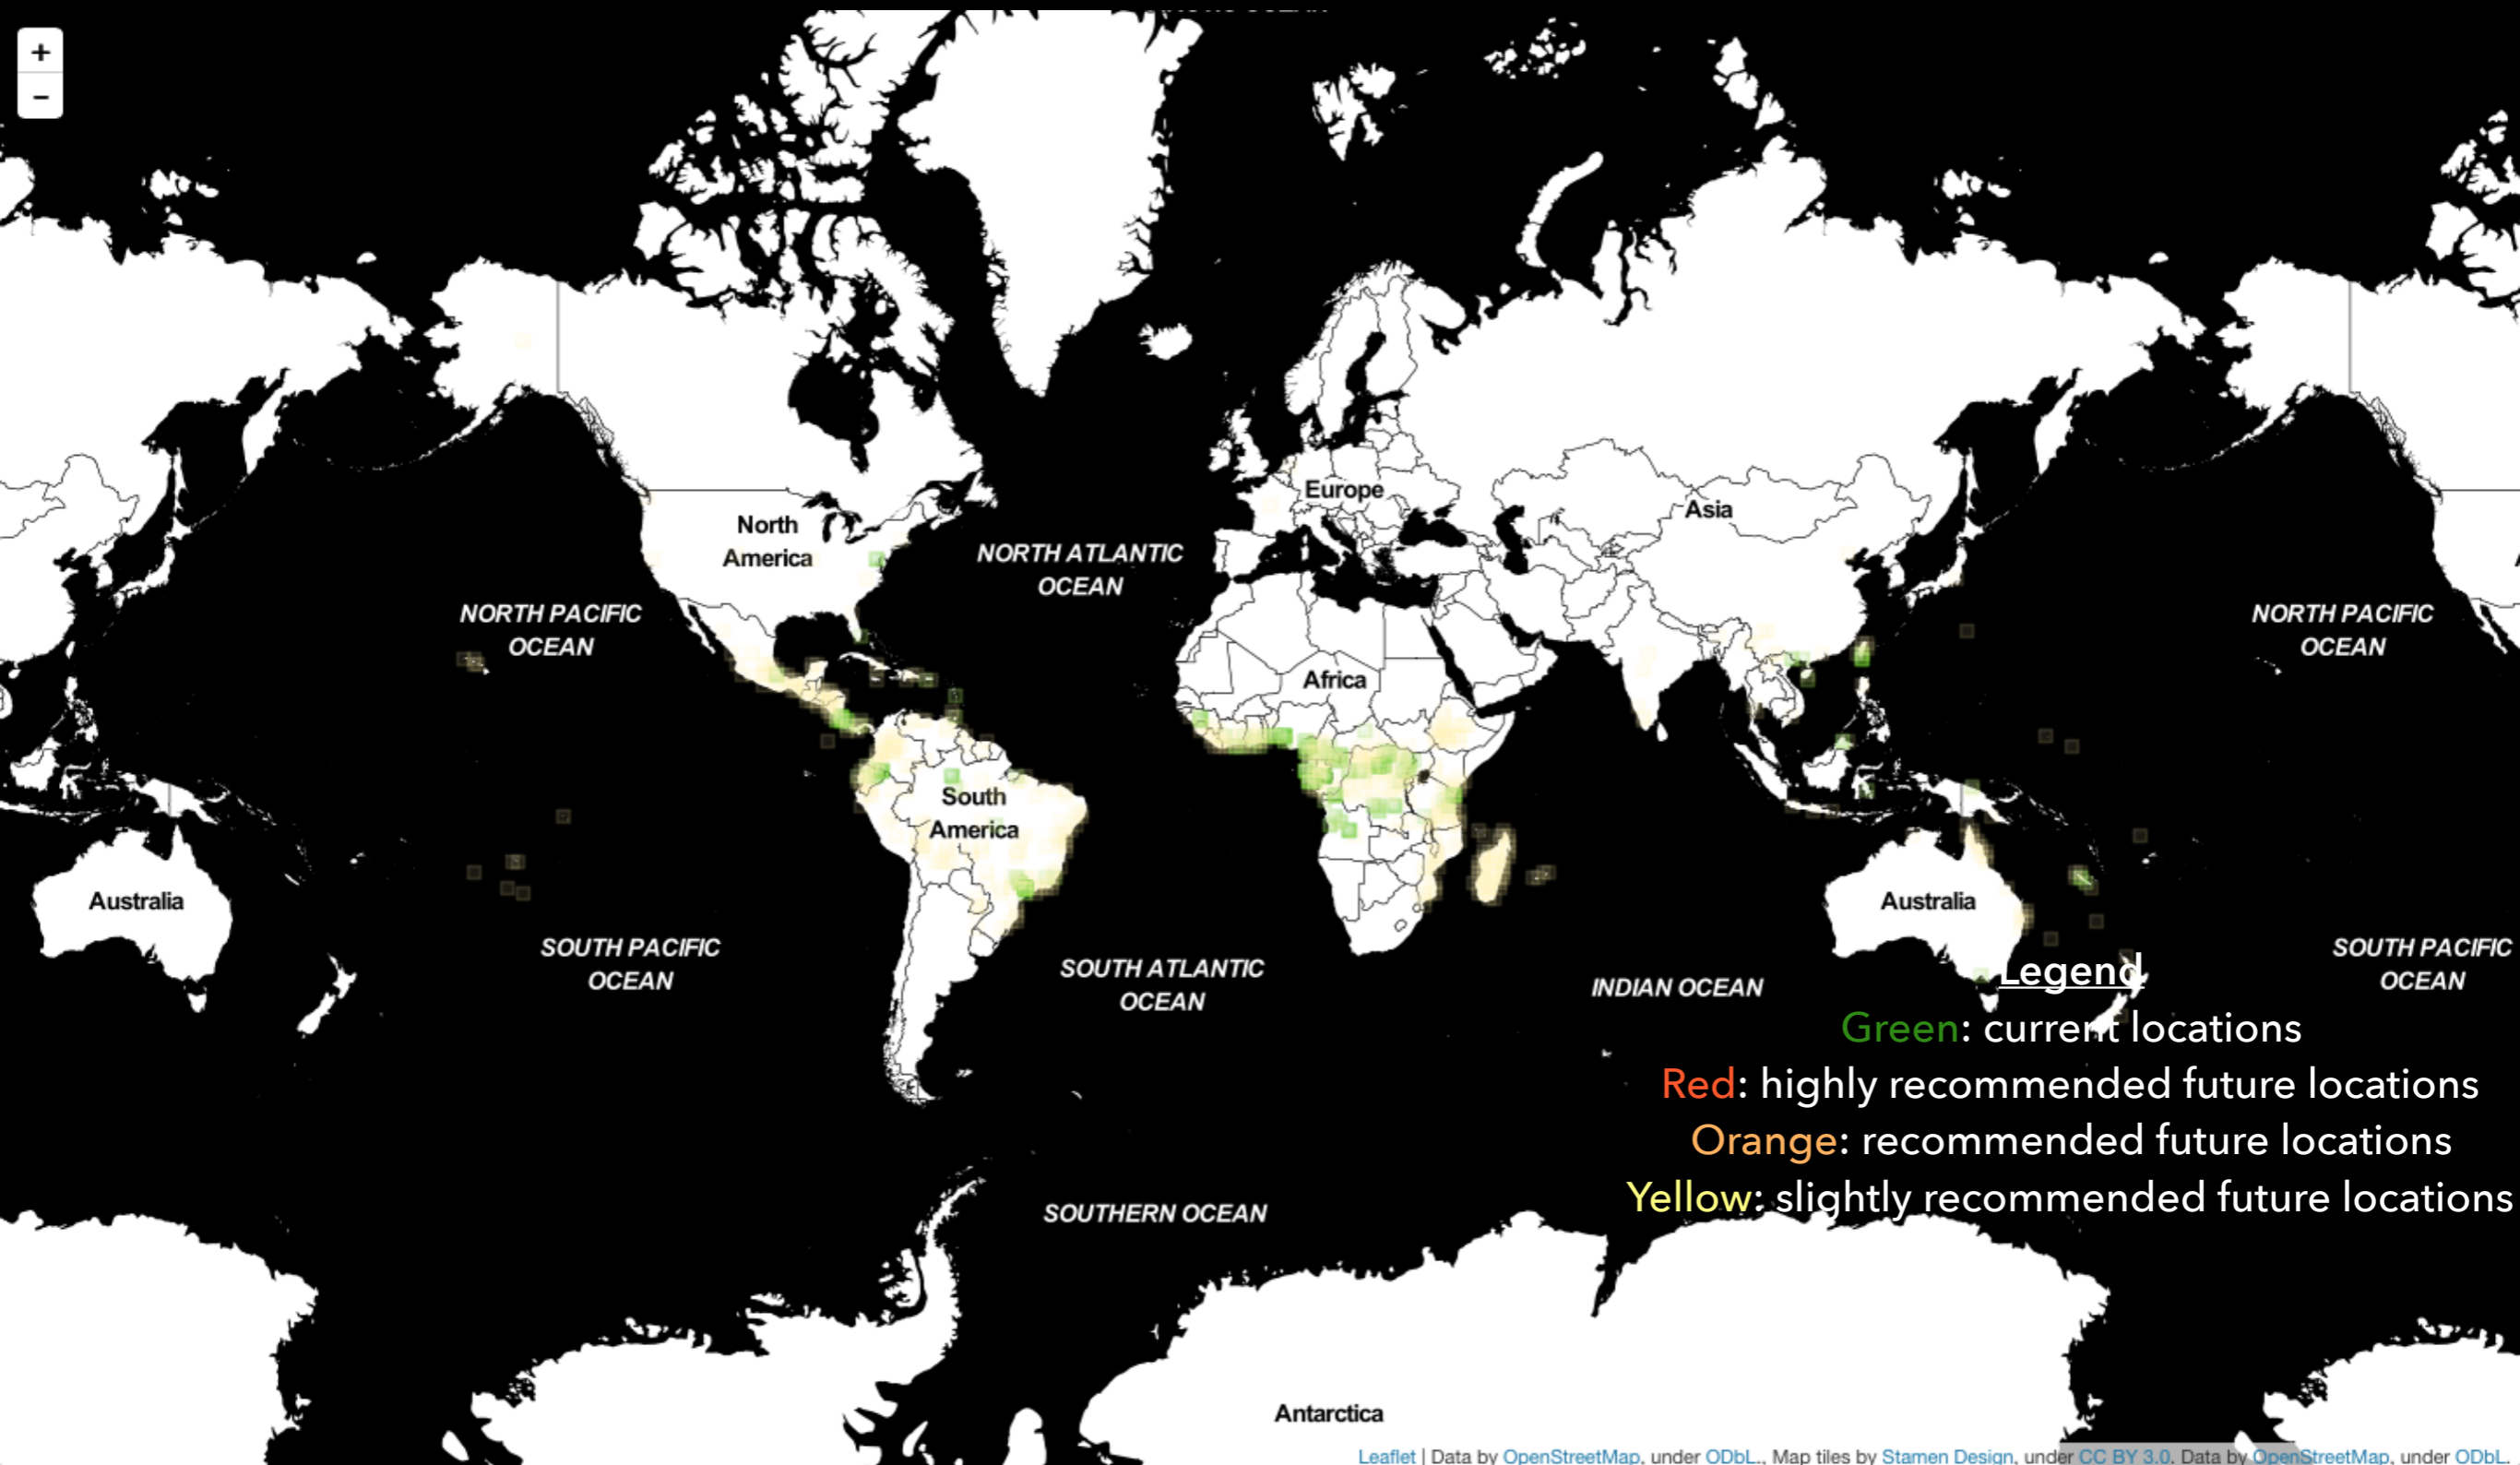 +
−
Europe
Asia
North
America
NORTH ATLANTIC
OCEAN
NORTH PACIFIC
OCEAN
NORTH PACIFIC
OCEAN
Africa
South
America
Australia
Australia
SOUTH PACIFIC
OCEAN
SOUTH ATLANTIC
OCEAN
INDIAN OCEAN
SOUTH PACIFIC
OCEAN
Legend
Green: current locations
Red: highly recommended future locations
Orange: recommended future locations
Yellow: slightly recommended future locations
SOUTHERN OCEAN
Antarctica
Leaflet | Data by OpenStreetMap, under ODbL., Map tiles by Stamen Design, under CC BY 3.0. Data by OpenStreetMap, under ODbL.